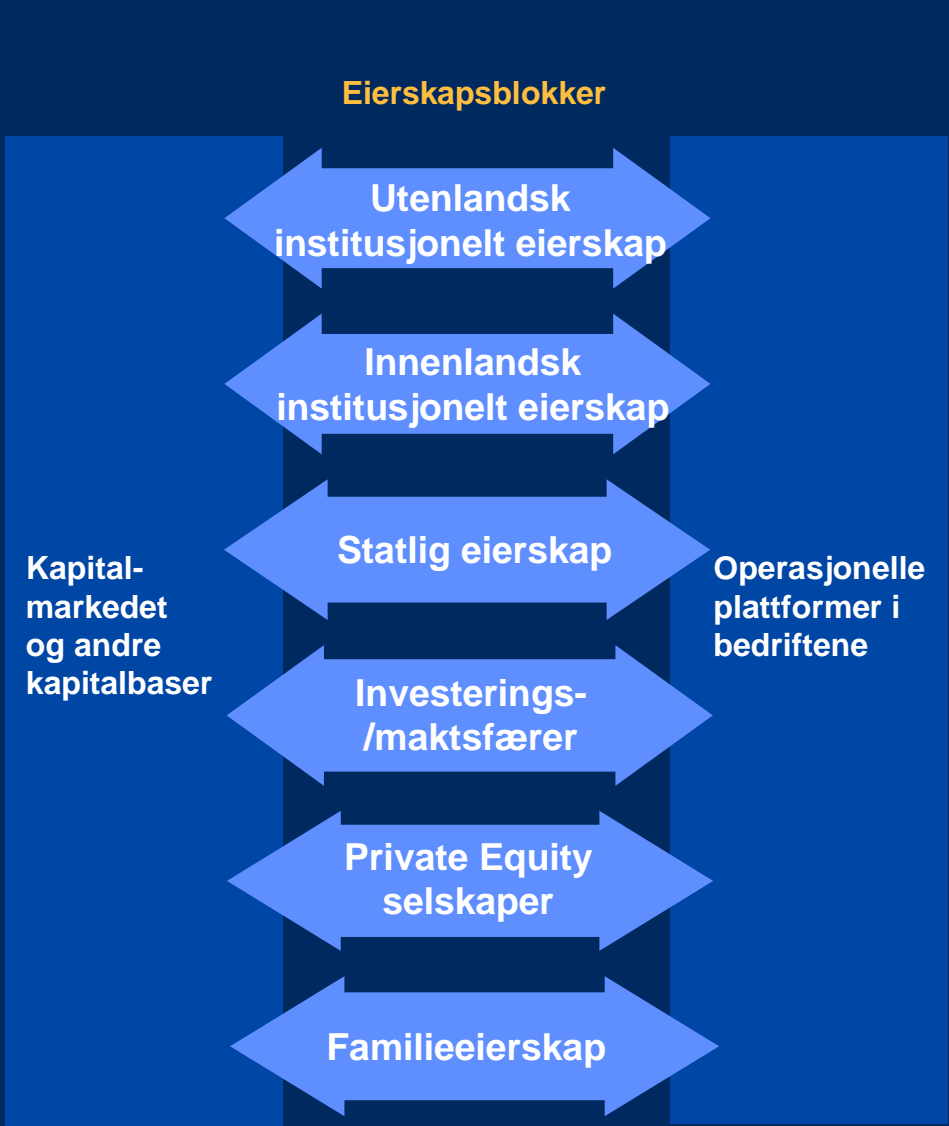 Eierskapsblokker
Utenlandsk
institusjonelt eierskap
Innenlandsk
institusjonelt eierskap
Statlig eierskap
Kapital-
markedet
og andre
kapitalbaser
Operasjonelle
plattformer i
bedriftene
Investerings-
/maktsfærer
Private Equity
selskaper
Familieeierskap